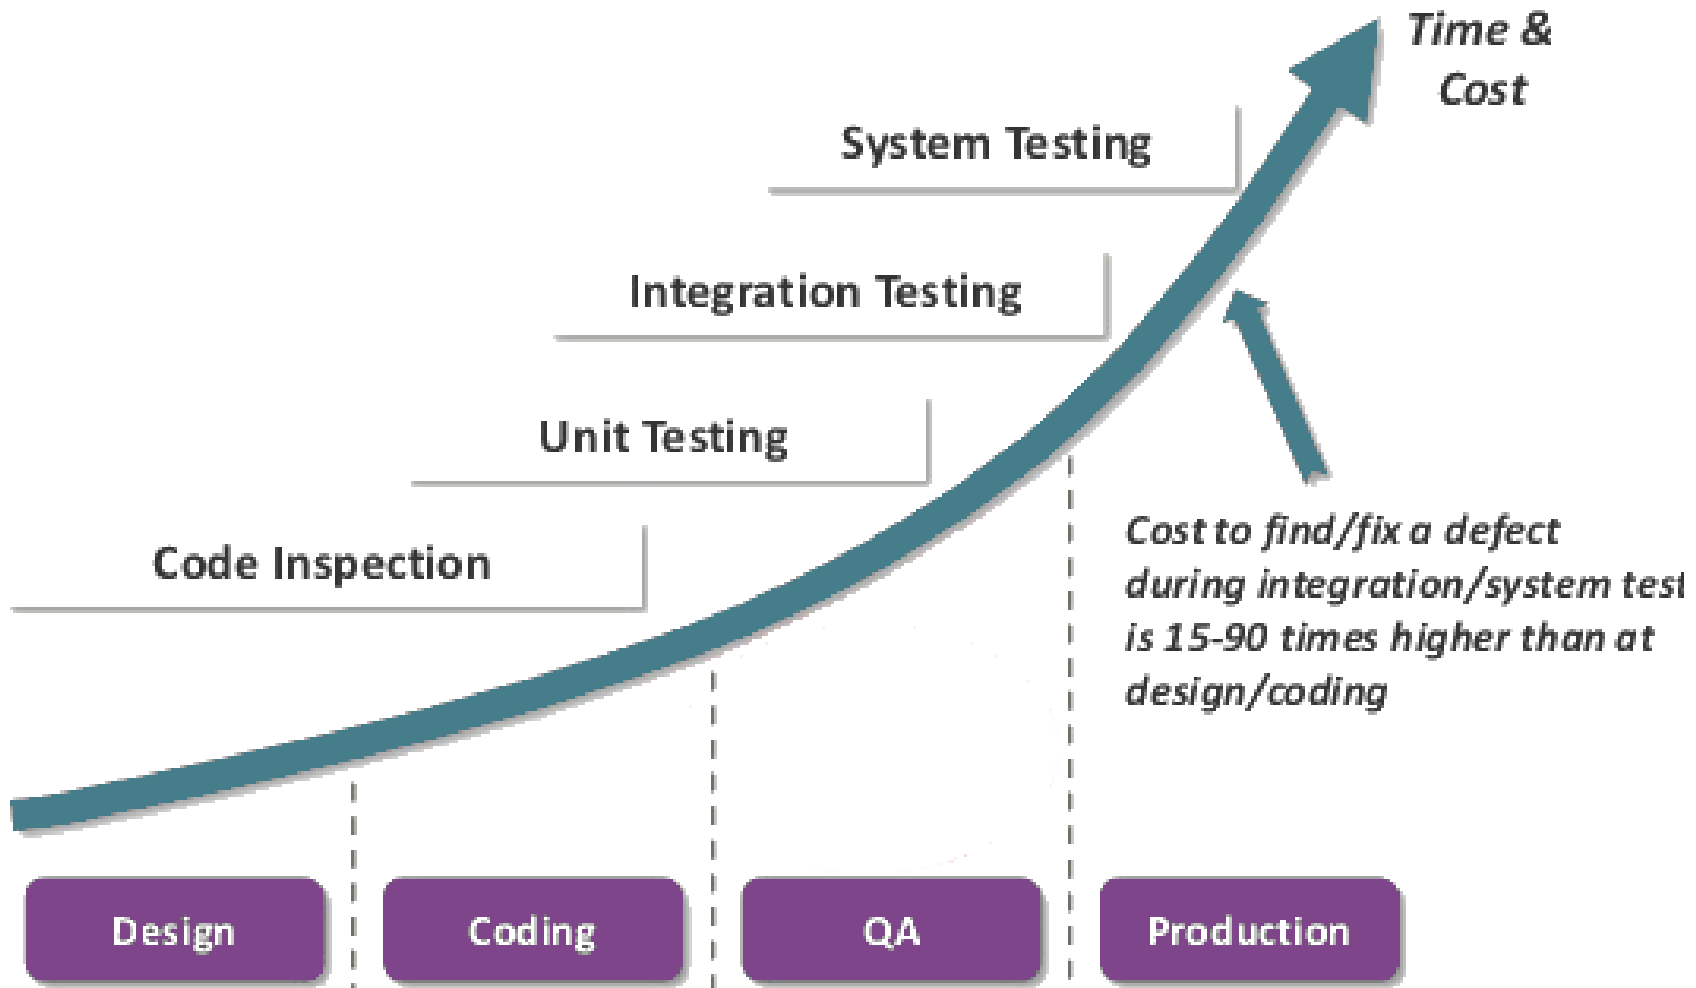 Time &
Cost
System Testing
Integration Testing
Unit Testing
Code Inspection
Cost to find/fix a defect
during integration/system test
is 15-90 times higher than at
design/coding
Design
Coding
QA
Production